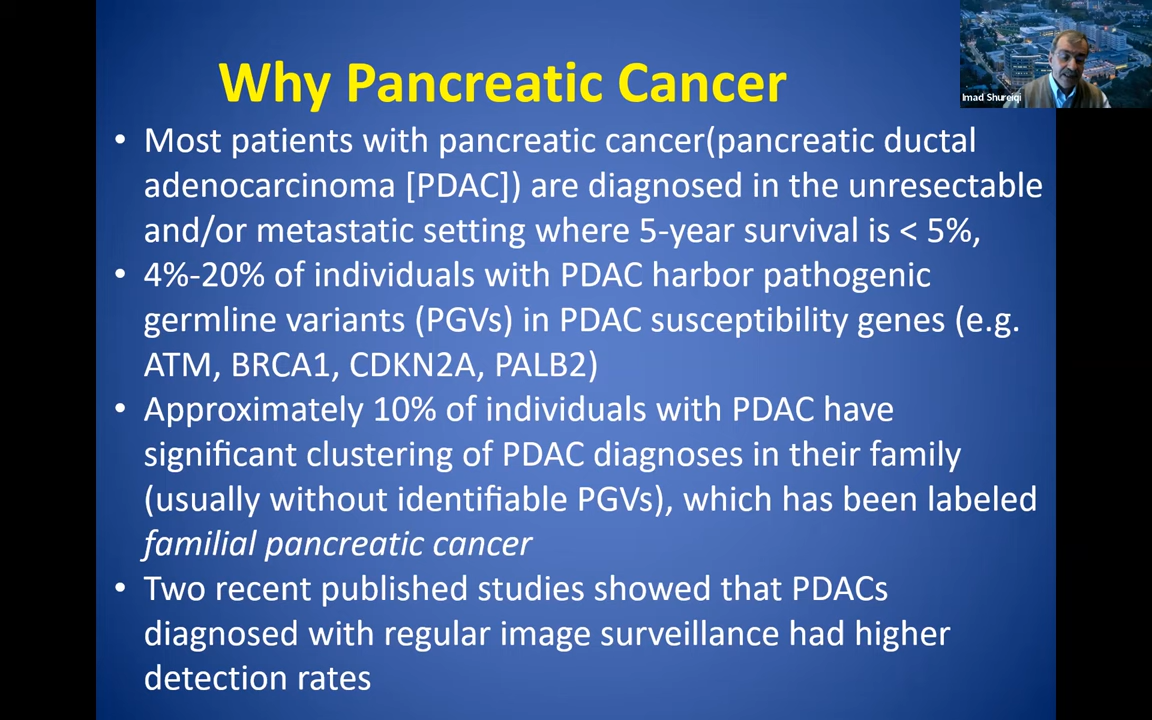 Why Pancreatic Cancer
• Most patients with pancreatic cancer(pancreatic ductal
adenocarcinoma [PDAC]) are diagnosed in the unresectable
and/or metastatic setting where 5-year survival is < 5%,
• 4%-20% of individuals with PDAC harbor pathogenic
germline variants (PGVs) in PDAC susceptibility genes (e.g.
ATM, BRCA1, CDKN2A, PALB2)
• Approximately 10% of individuals with PDAC have
significant clustering of PDAC diagnoses in their family
(usually without identifiable PGVs), which has been labeled
familial pancreatic cancer
• Two recent published studies showed that PDACs
diagnosed with regular image surveillance had higher
detection rates
Imad Shureiqi